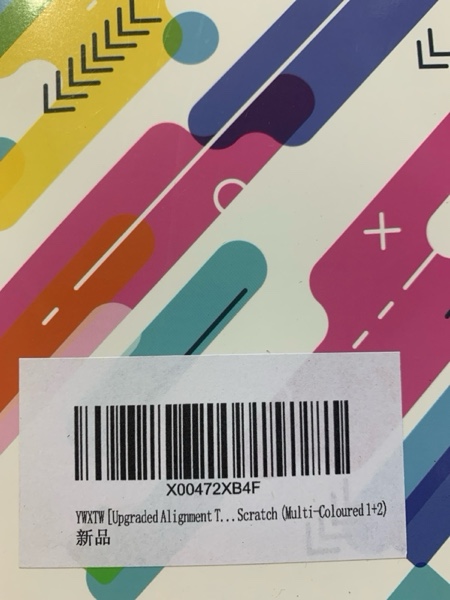 X00472XB4F
YWXTW [Upgraded Alignment T...Scratch (Multi-Coloured 1+2)
新品